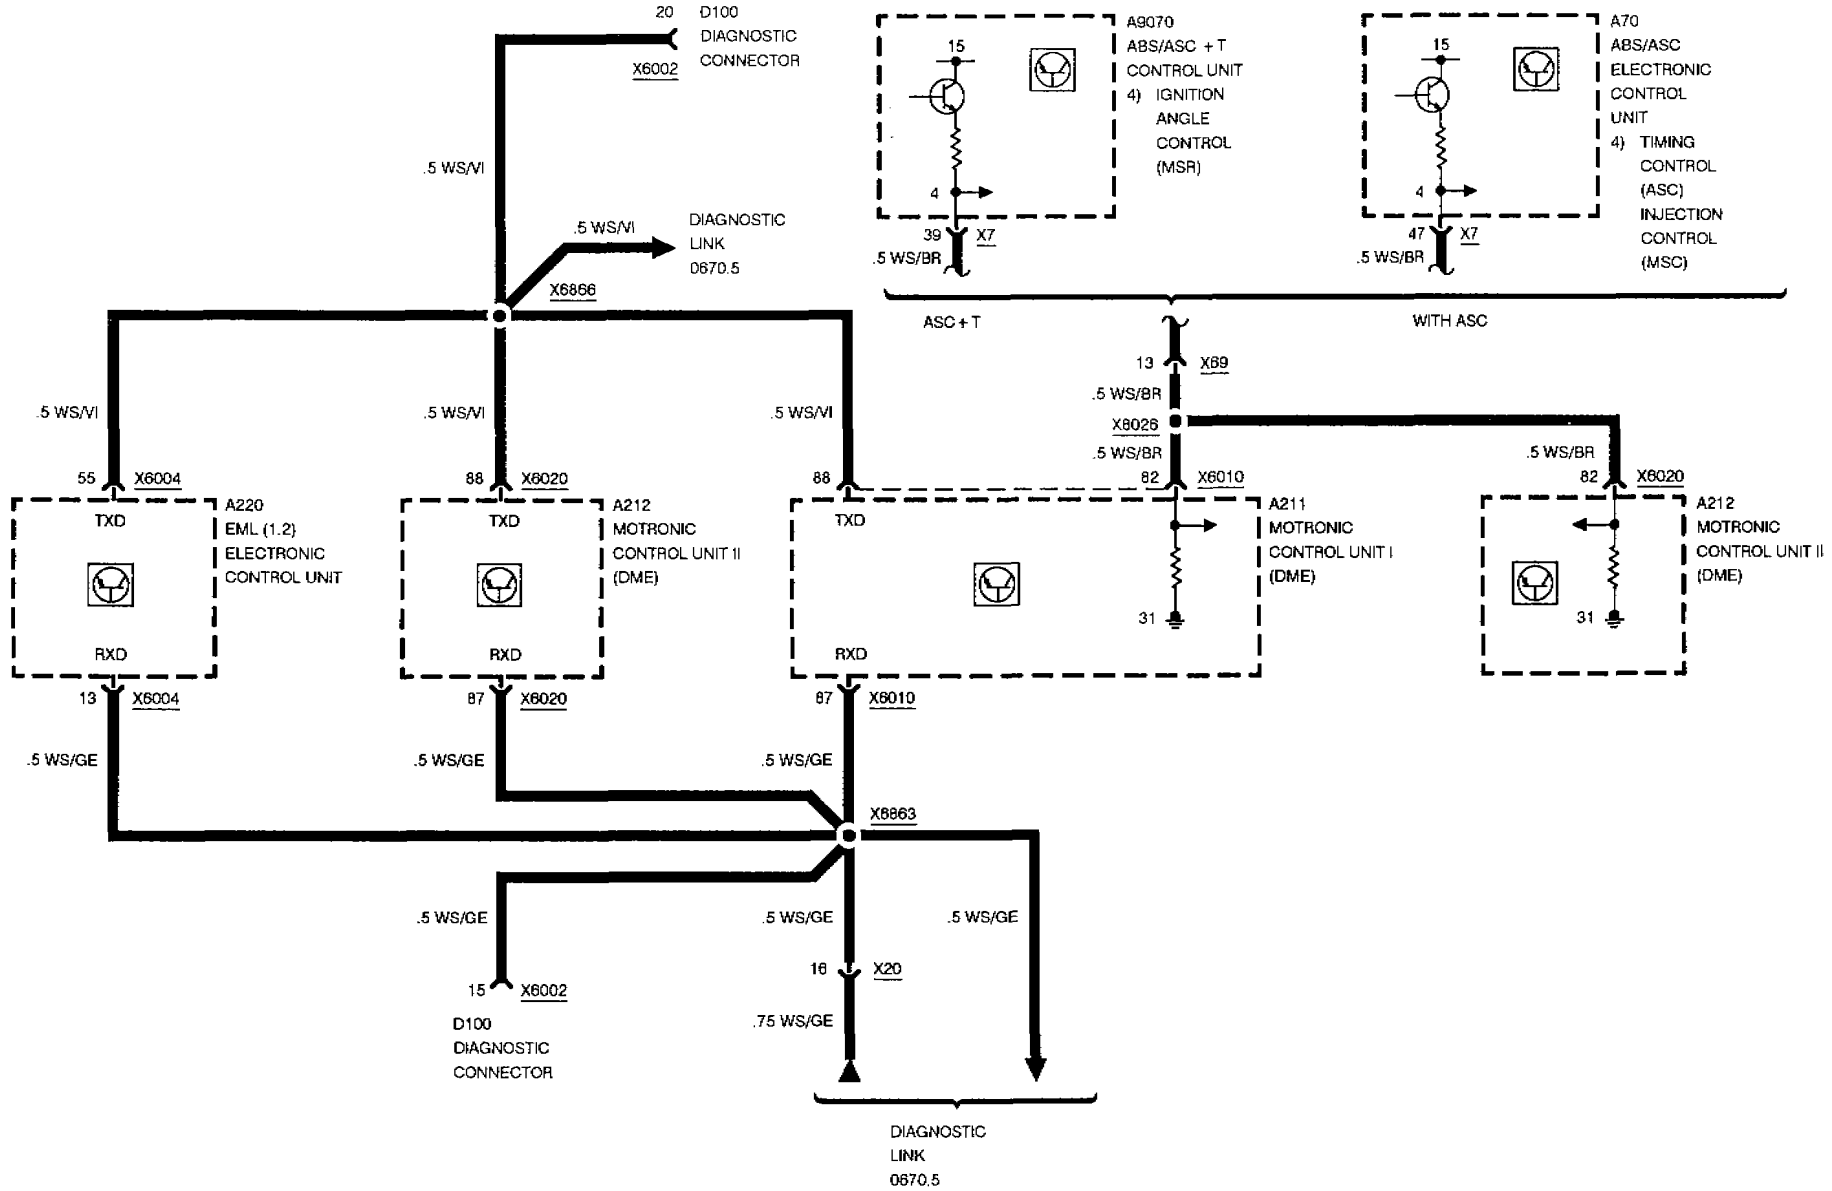 20 D100
DIAGNOSTIC
CONNECTOR
X6002
A9070
ABS/ASC + T
CONTROL UNIT
4) IGNITION
ANGLE
CONTROL
(MSR)
15
4
39 X7
.5 WS/BR
A70
ABS/ASC
ELECTRONIC
CONTROL
UNIT
4) TIMING
CONTROL
(ASC)
INJECTION
CONTROL
(MSC)
15
4
47 X7
.5 WS/BR
.5 WS/VI
.5 WS/VI
DIAGNOSTIC
LINK
0670.5
X6866
ASC + T
WITH ASC
13 X69
.5 WS/BR
X8026
.5 WS/BR
.5 WS/BR
.5 WS/VI
.5 WS/VI
.5 WS/VI
55 X6004
88 X6020
88
82 X6010
82 X6020
TXD
A220
EML (1.2)
ELECTRONIC
CONTROL UNIT
RXD
TXD
A212
MOTRONIC
CONTROL UNIT II
(DME)
RXD
TXD
A211
MOTRONIC
CONTROL UNIT I
(DME)
31
RXD
A212
MOTRONIC
CONTROL UNIT II
(DME)
31
13 X6004
87 X6020
87 X6010
.5 WS/GE
.5 WS/GE
.5 WS/GE
X6863
.5 WS/GE
.5 WS/GE
.5 WS/GE
16 X20
15 X6002
D100
DIAGNOSTIC
CONNECTOR
.75 WS/GE
DIAGNOSTIC
LINK
0670.5